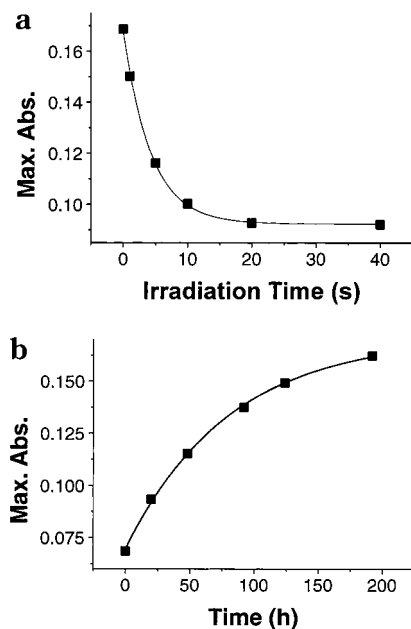 a
Max. Abs.
0.16
0.14
0.12
0.10
0 10 20 30 40
Irradiation Time (s)
b
Max. Abs.
0.150
0.125
0.100
0.075
0 50 100 150 200
Time (h)